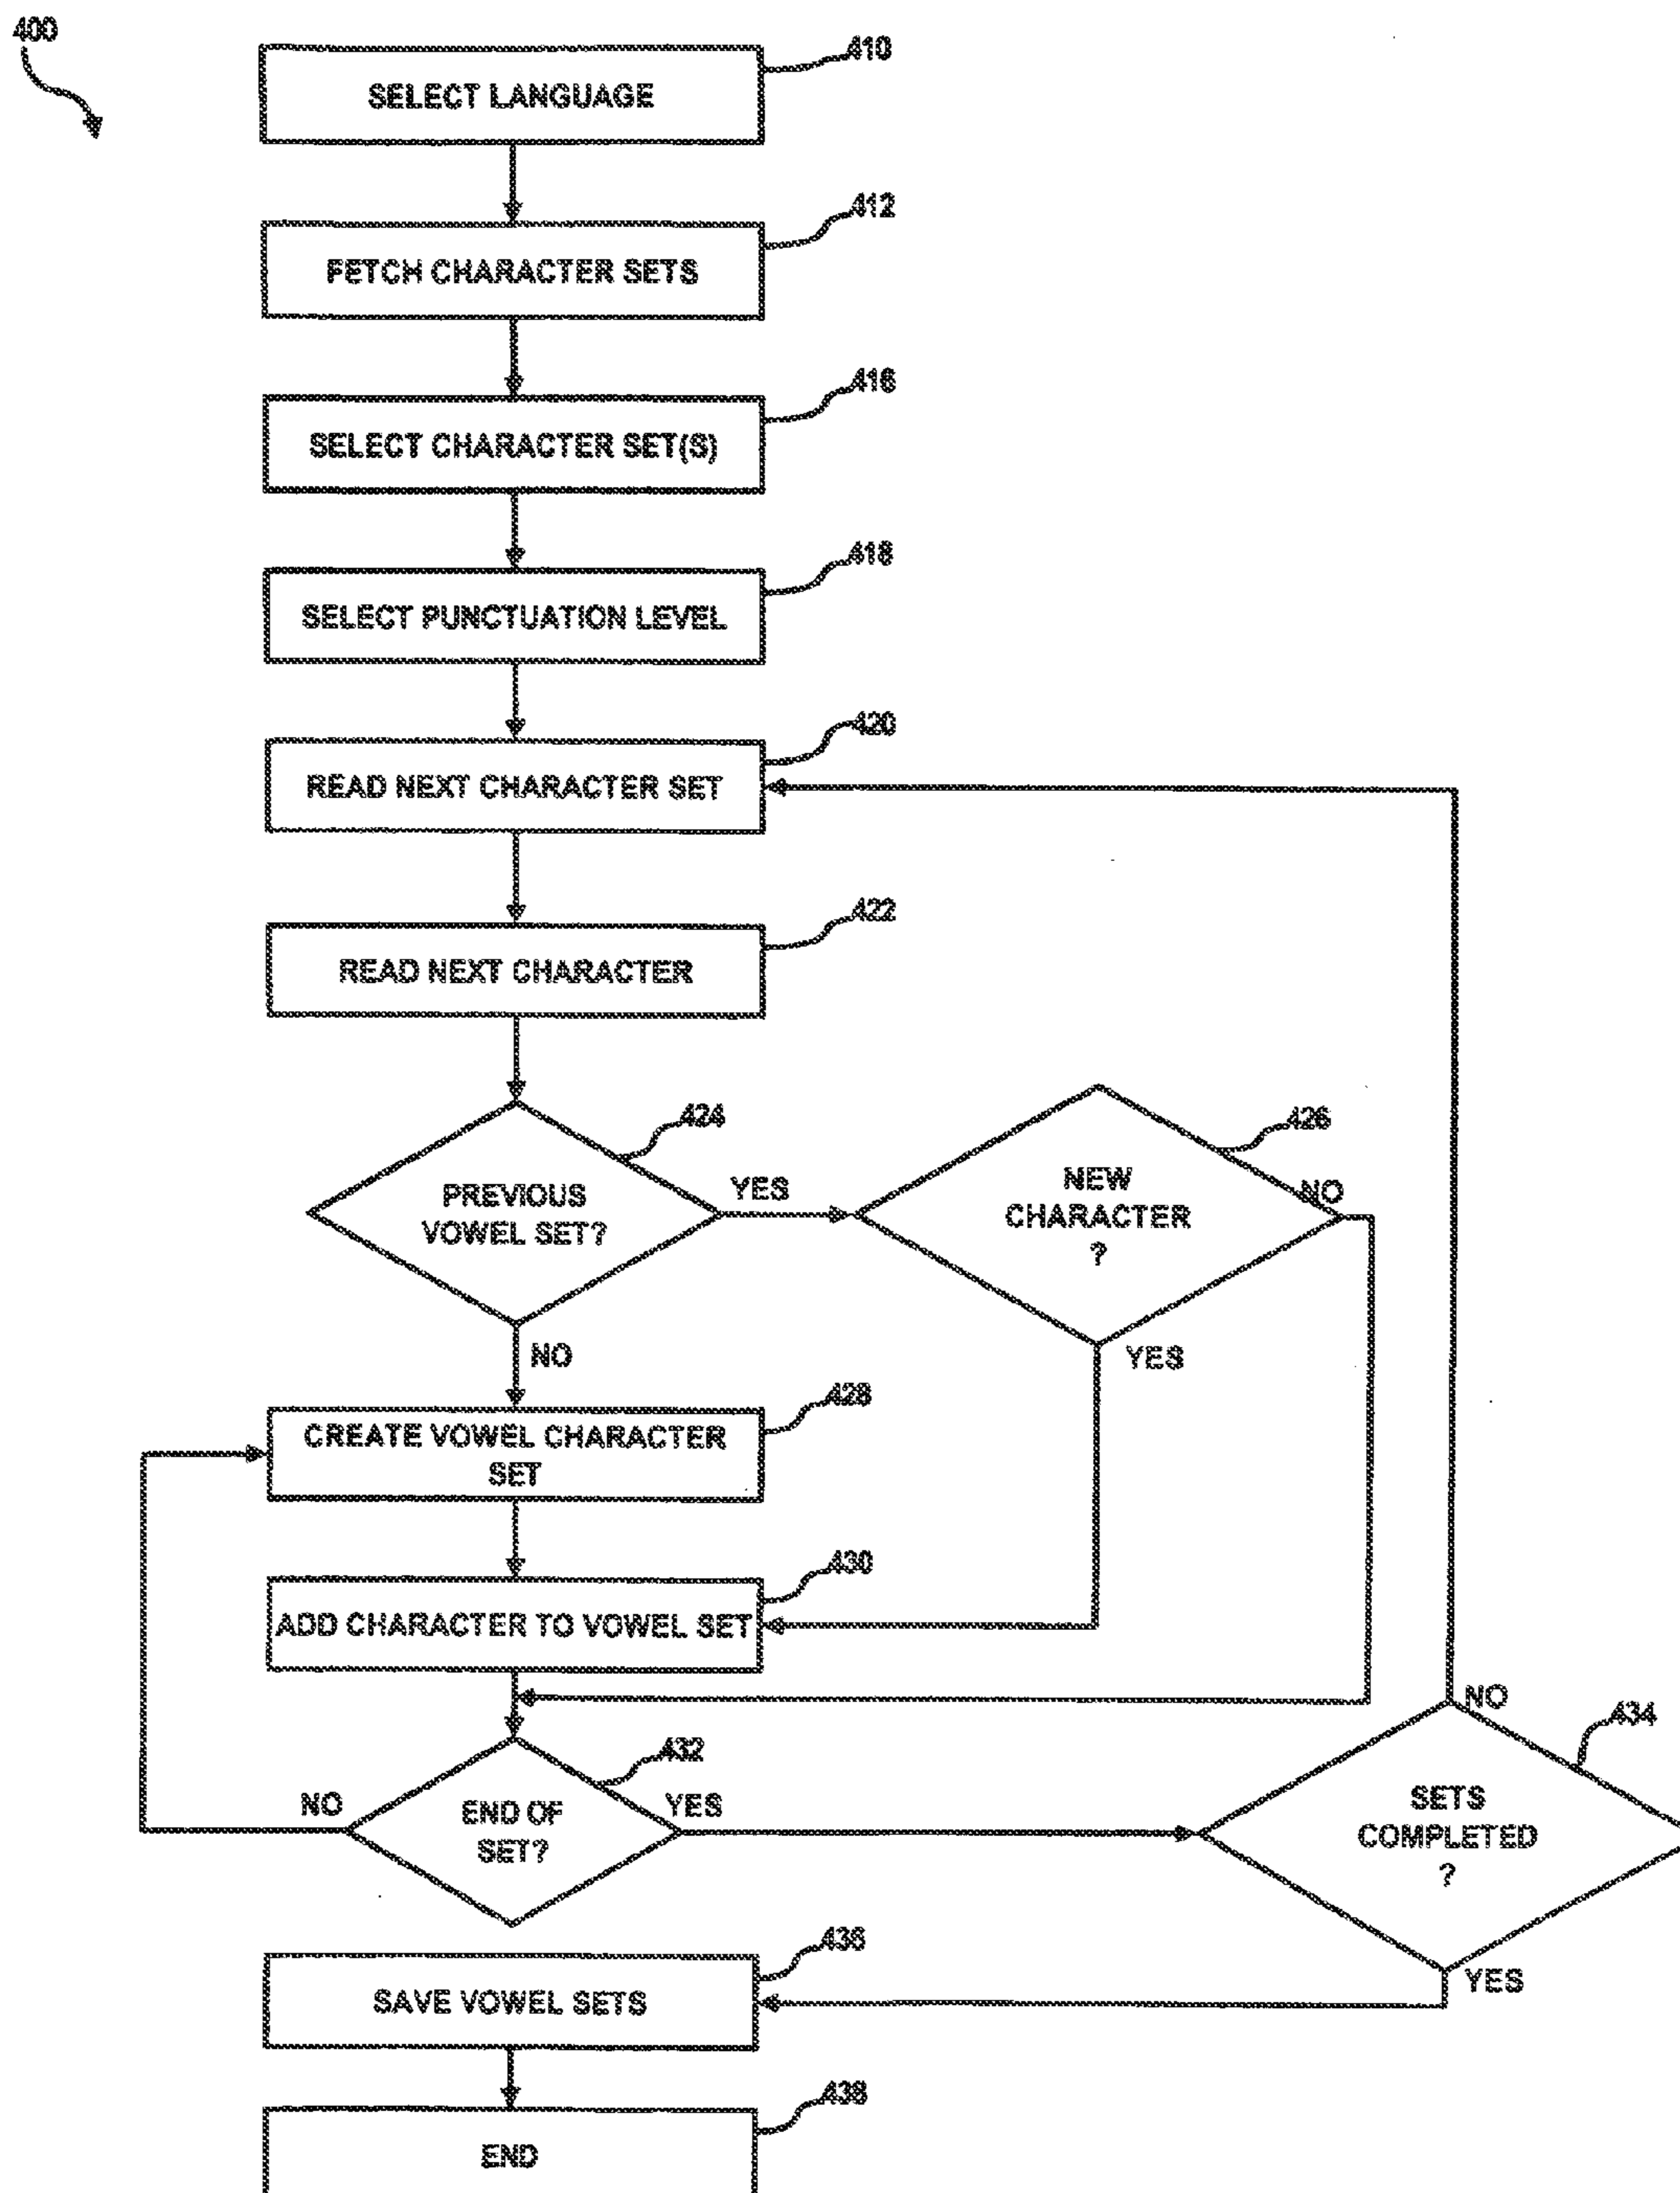 400
410
SELECT LANGUAGE
412
FETCH CHARACTER SETS
416
SELECT CHARACTER SET(S)
418
SELECT PUNCTUATION LEVEL
420
READ NEXT CHARACTER SET
422
READ NEXT CHARACTER
424
PREVIOUS
VOWEL SET?
YES
426
NEW
CHARACTER
?
NO
YES
NO
428
CREATE VOWEL CHARACTER
SET
430
ADD CHARACTER TO VOWEL SET
432
END OF
SET?
NO
YES
434
SETS
COMPLETED
?
NO
YES
436
SAVE VOWEL SETS
438
END